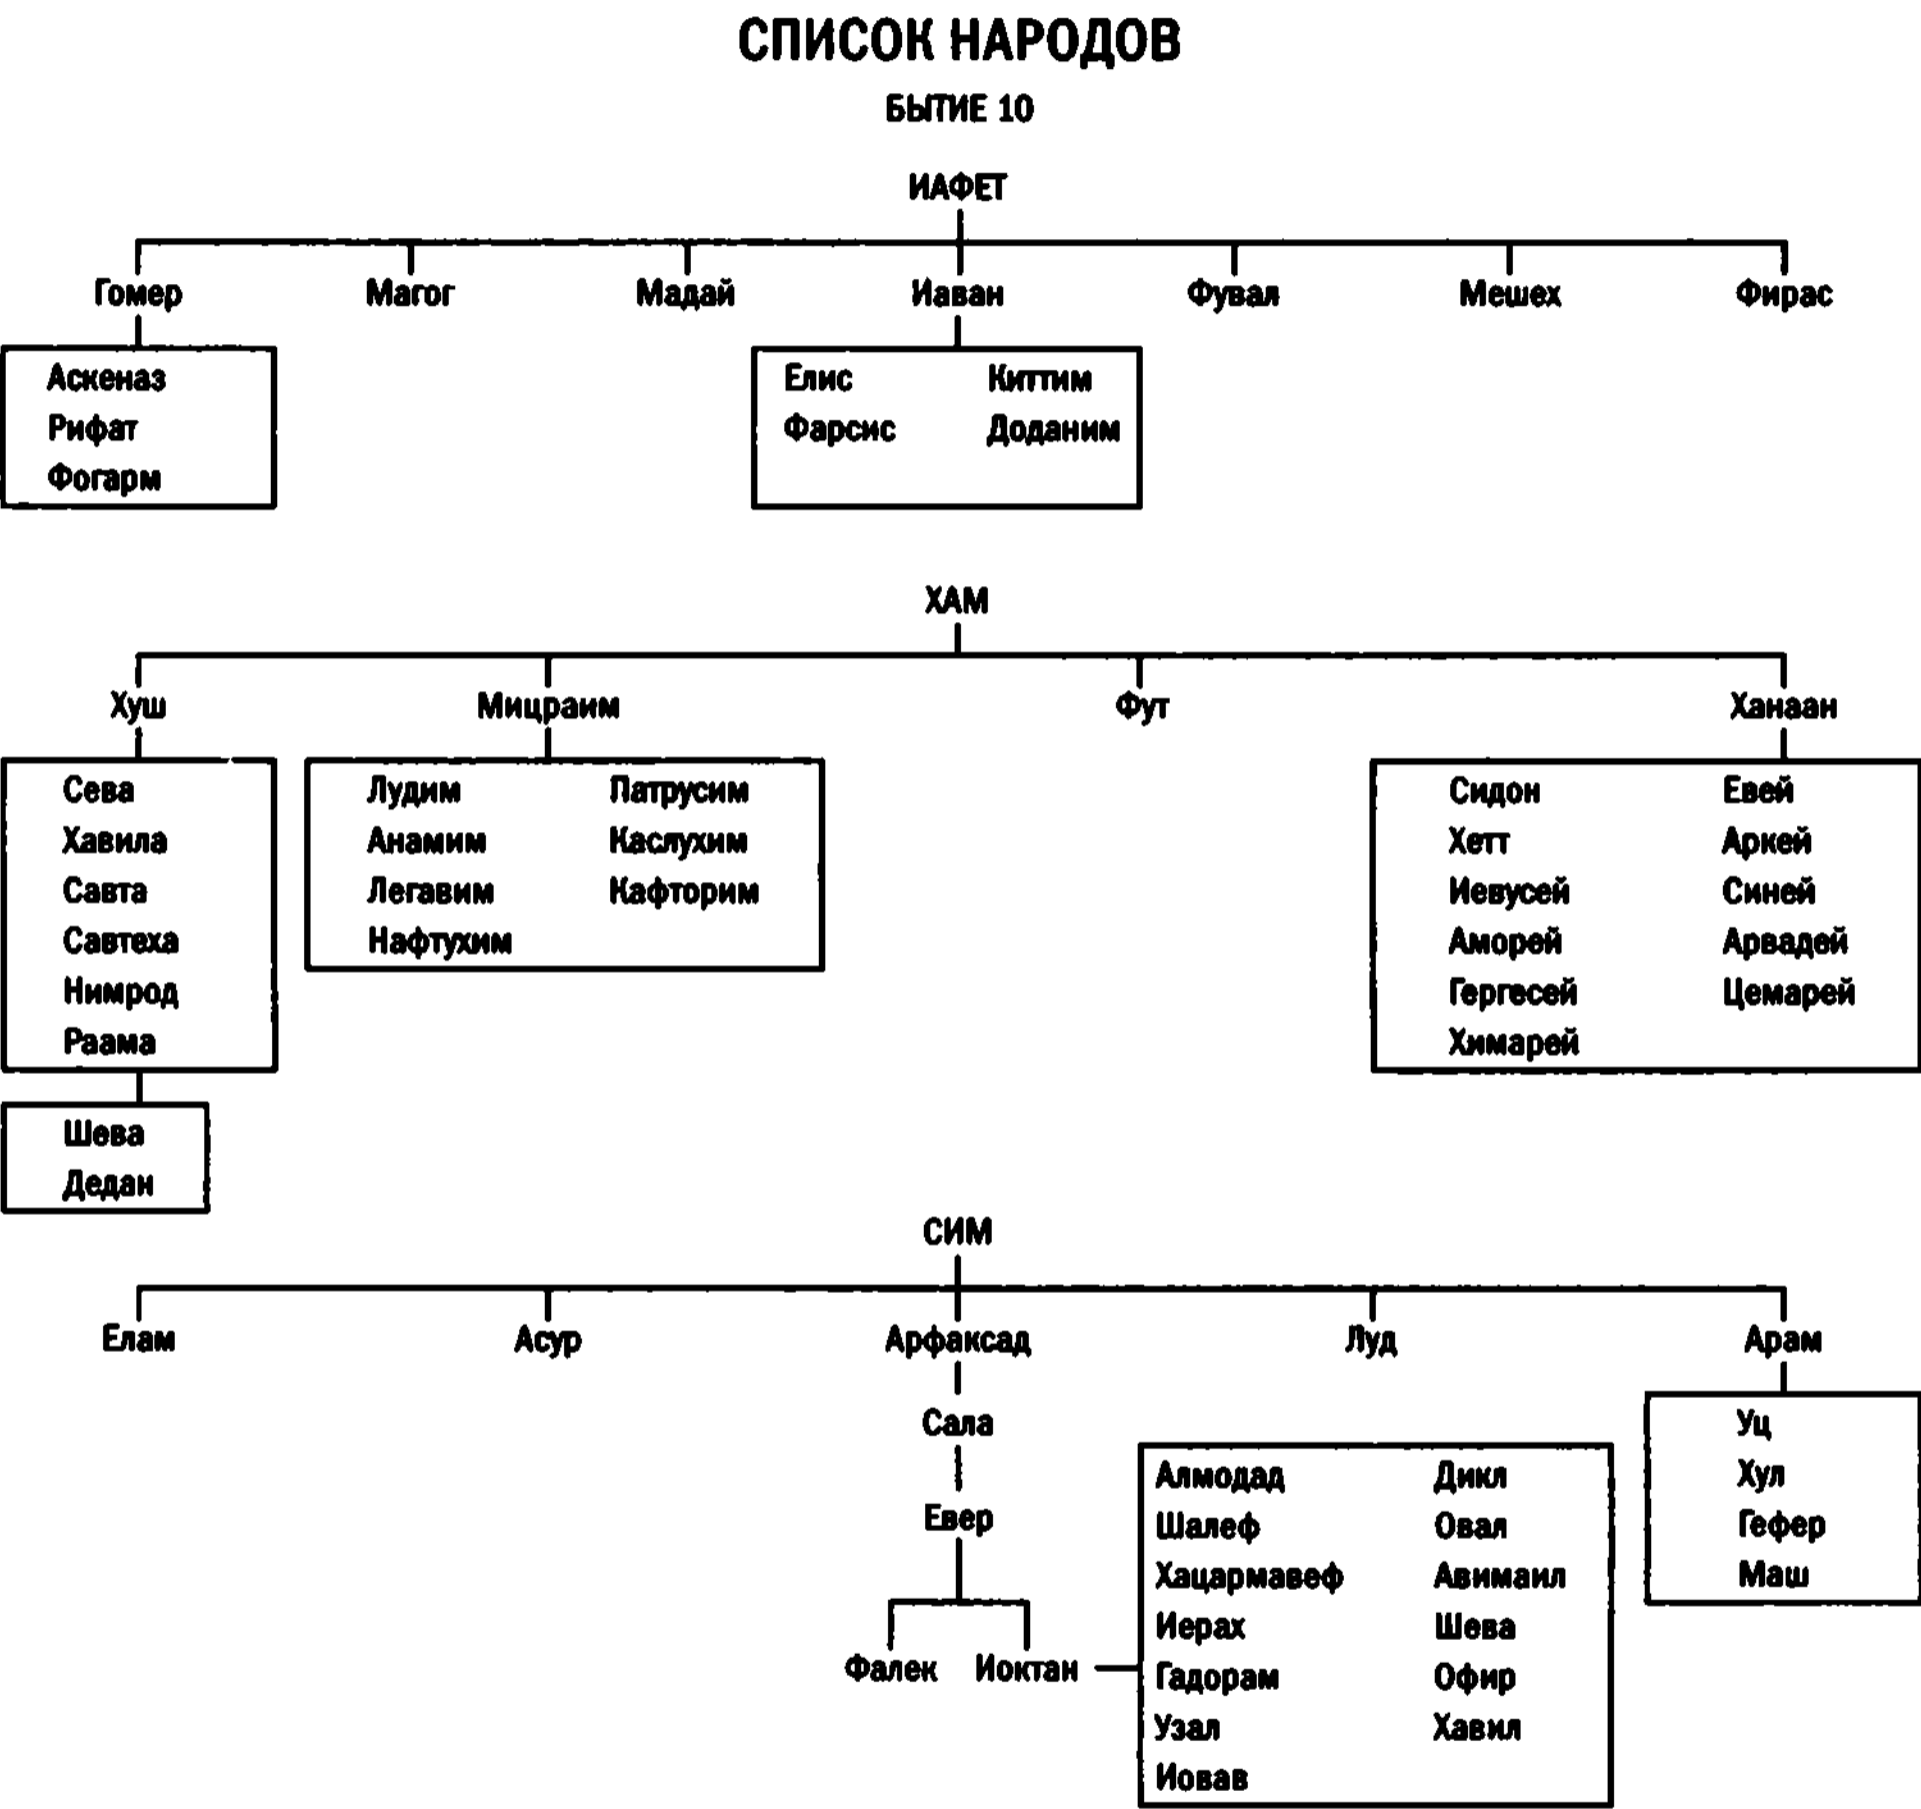 СПИСОК НАРОДОВ
БЫТИЕ 10
ИАФЕТ
Гомер Магог Мадай Иаван Фувал Мешех Фирас
Аскеназ
Рифат
Фогарм
Елис Киттим
Фарсис Доданим
ХАМ
Хуш Мицраим Фут Ханаан
Сева
Хавила
Савта
Савтеха
Нимрод
Раама
Шева
Дедан
Лудим Патрусим
Анамим Каслухим
Легавим Кафторим
Нафтухим
Сидон Евей
Хетт Аркей
Иевусей Синей
Аморей Арвадей
Гергесей Цемарей
Химарей
СИМ
Елам Асур Арфаксад Луд Арам
Сала
Евер
Фалек Иоктан
Алмодад Дикл
Шалеф Овал
Хацармавеф Авимаил
Иерах Шева
Гадорам Офир
Узал Хавил
Иовав
Уц
Хул
Гефер
Маш